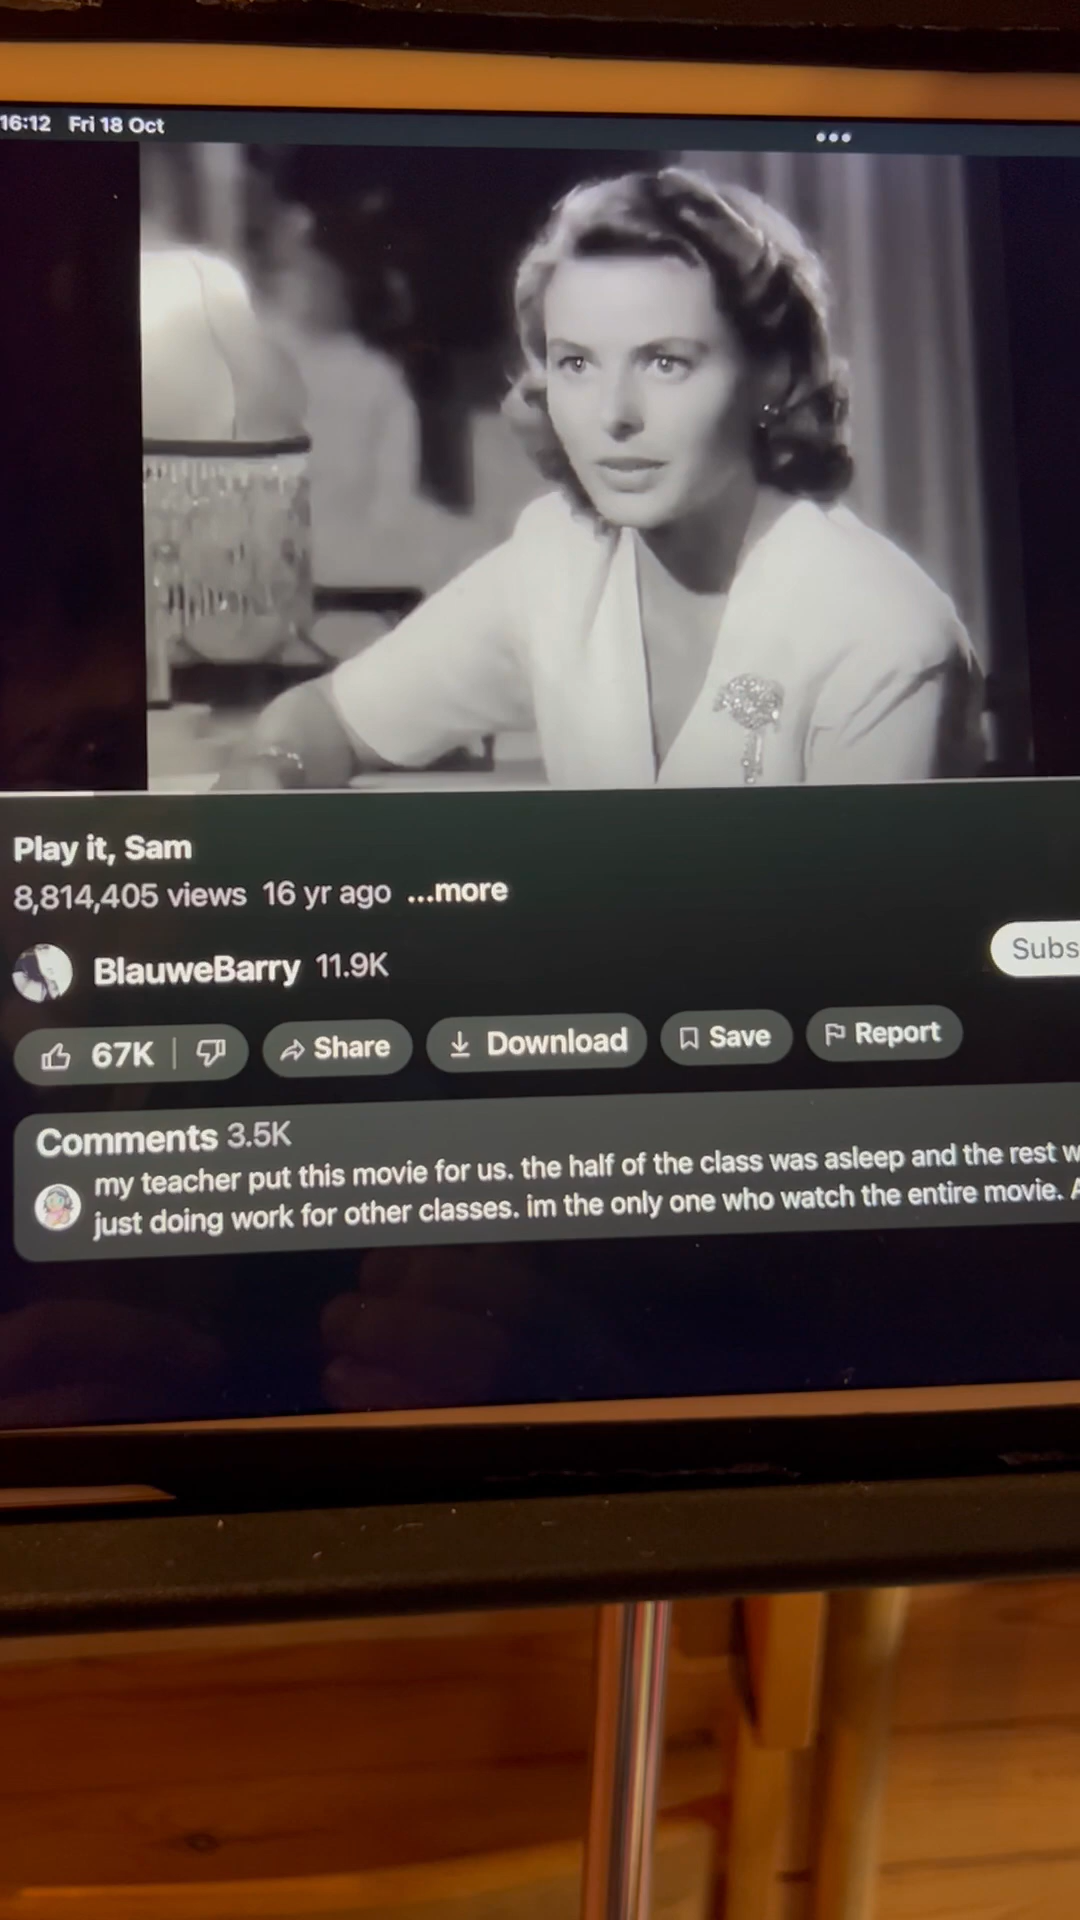 16:12 Fri 18 Oct
Play it, Sam
8,814,405 views 16 yr ago ...more
BlauweBarry 11.9K
Subs
67K Share Download Save Report
Comments 3.5K
my teacher put this movie for us. the half of the class was asleep and the rest w
just doing work for other classes. im the only one who watch the entire movie. A